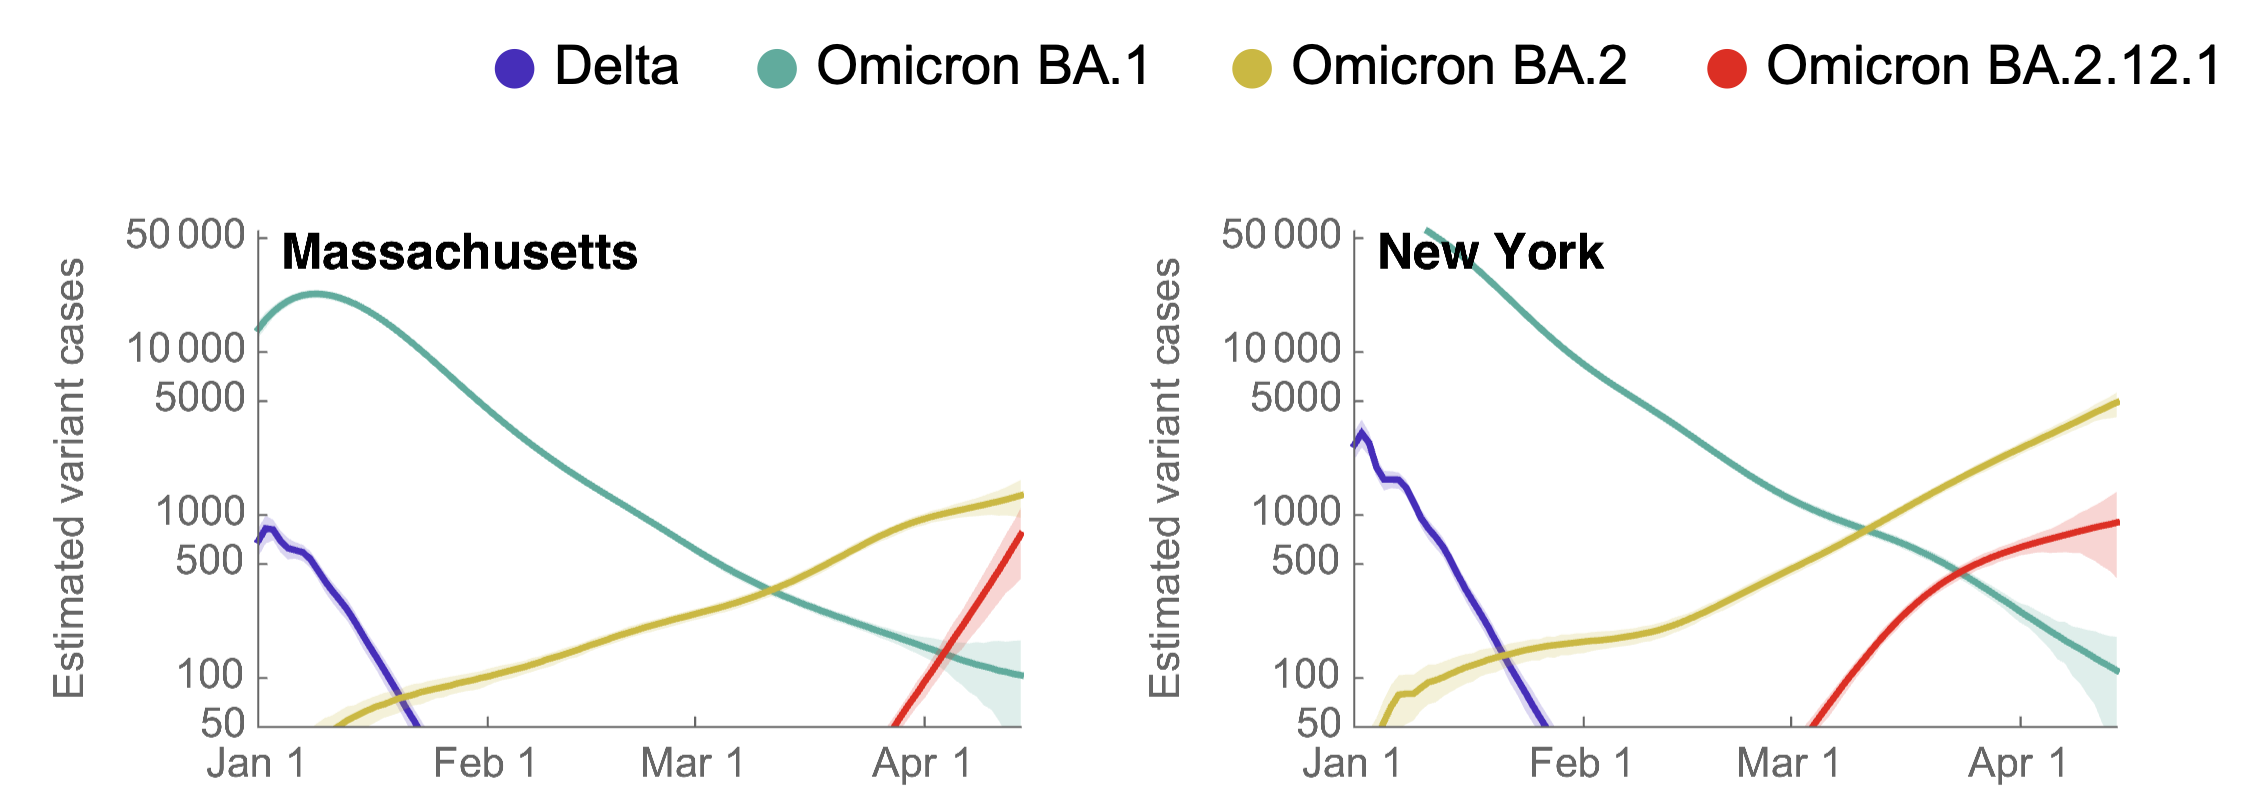 Delta Omicron BA.1 Omicron BA.2 Omicron BA.2.12.1
Massachusetts
Estimated variant cases
50 000
10 000
5000
1000
500
100
50
Jan 1 Feb 1 Mar 1 Apr 1
New York
Estimated variant cases
50 000
10 000
5000
1000
500
100
50
Jan 1 Feb 1 Mar 1 Apr 1